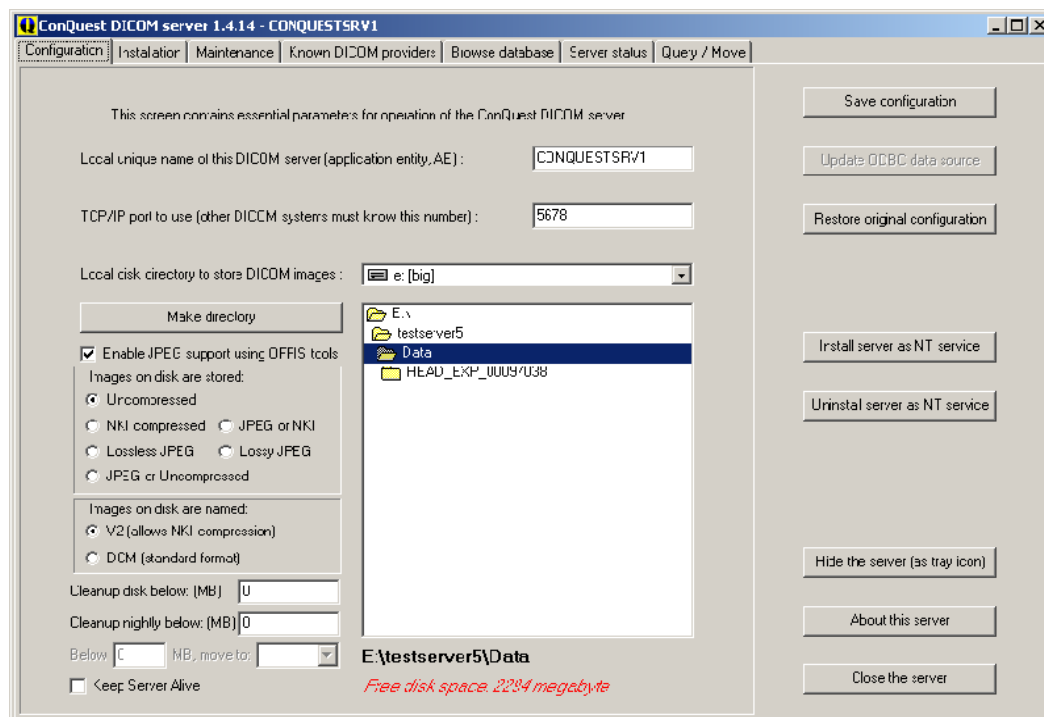 ConQuest DICOM server 1.4.14 - CONQUESTSRV1
Configuration Installation Maintenance Known DICOM providers Browse database Server status Query / Move
This screen contains essential parameters for operation of the ConQuest DICOM server
Save configuration
Local unique name of this DICOM server (application entity, AE) : CONQUESTSRV1
Update ODBC data source
TCP/IP port to use (other DICOM systems must know this number) : 5678
Restore original configuration
Local disk directory to store DICOM images : e: [big]
Make directory
E:\
testserver5
Data
HEAD_EXP_00097038
Enable JPEG support using OFFIS tools
Install server as NT service
Images on disk are stored:
Uncompressed
Uninstal server as NT service
NKI compressed JPEG or NKI
Lossless JPEG Lossy JPEG
JPEG or Uncompressed
Images on disk are named:
V2 (allows NKI compression)
DCM (standard format)
Hide the server (as tray icon)
Cleanup disk below: (MB) 0
Cleanup nightly below: (MB) 0
About this server
Below 0 MB, move to:
E:\testserver5\Data
Keep Server Alive
Free disk space: 2294 megabyte
Close the server